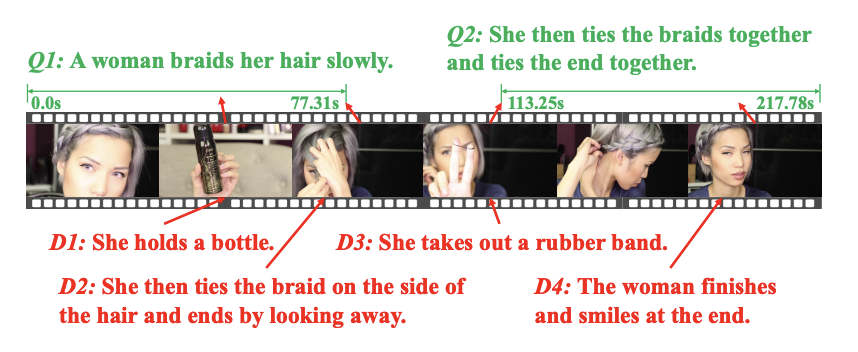 Q1: A woman braids her hair slowly.
Q2: She then ties the braids together
and ties the end together.
0.0s
77.31s
113.25s
217.78s
D1: She holds a bottle.
D3: She takes out a rubber band.
D2: She then ties the braid on the side of
the hair and ends by looking away.
D4: The woman finishes
and smiles at the end.